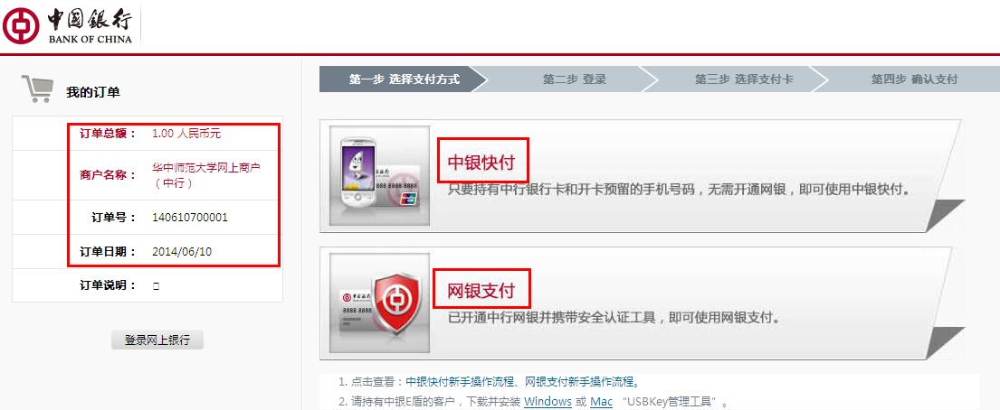 中国銀行
BANK OF CHINA
我的订单
订单总额： 1.00 人民币元
商户名称： 华中师范大学网上商户
（中行）
订单号： 140610700001
订单日期： 2014/06/10
订单说明： □
登录网上银行
第一步 选择支付方式 第二步 登录 第三步 选择支付卡 第四步 确认支付
8888 8888
中银快付
只要持有中行银行卡和开卡预留的手机号码，无需开通网银，即可使用中银快付。
中国銀行
8888 888
网银支付
已开通中行网银并携带安全认证工具，即可使用网银支付。
1. 点击查看：中银快付新手操作流程、网银支付新手操作流程。
2. 请持有中银E盾的客户，下载并安装 Windows 或 Mac “USBKey管理工具”。